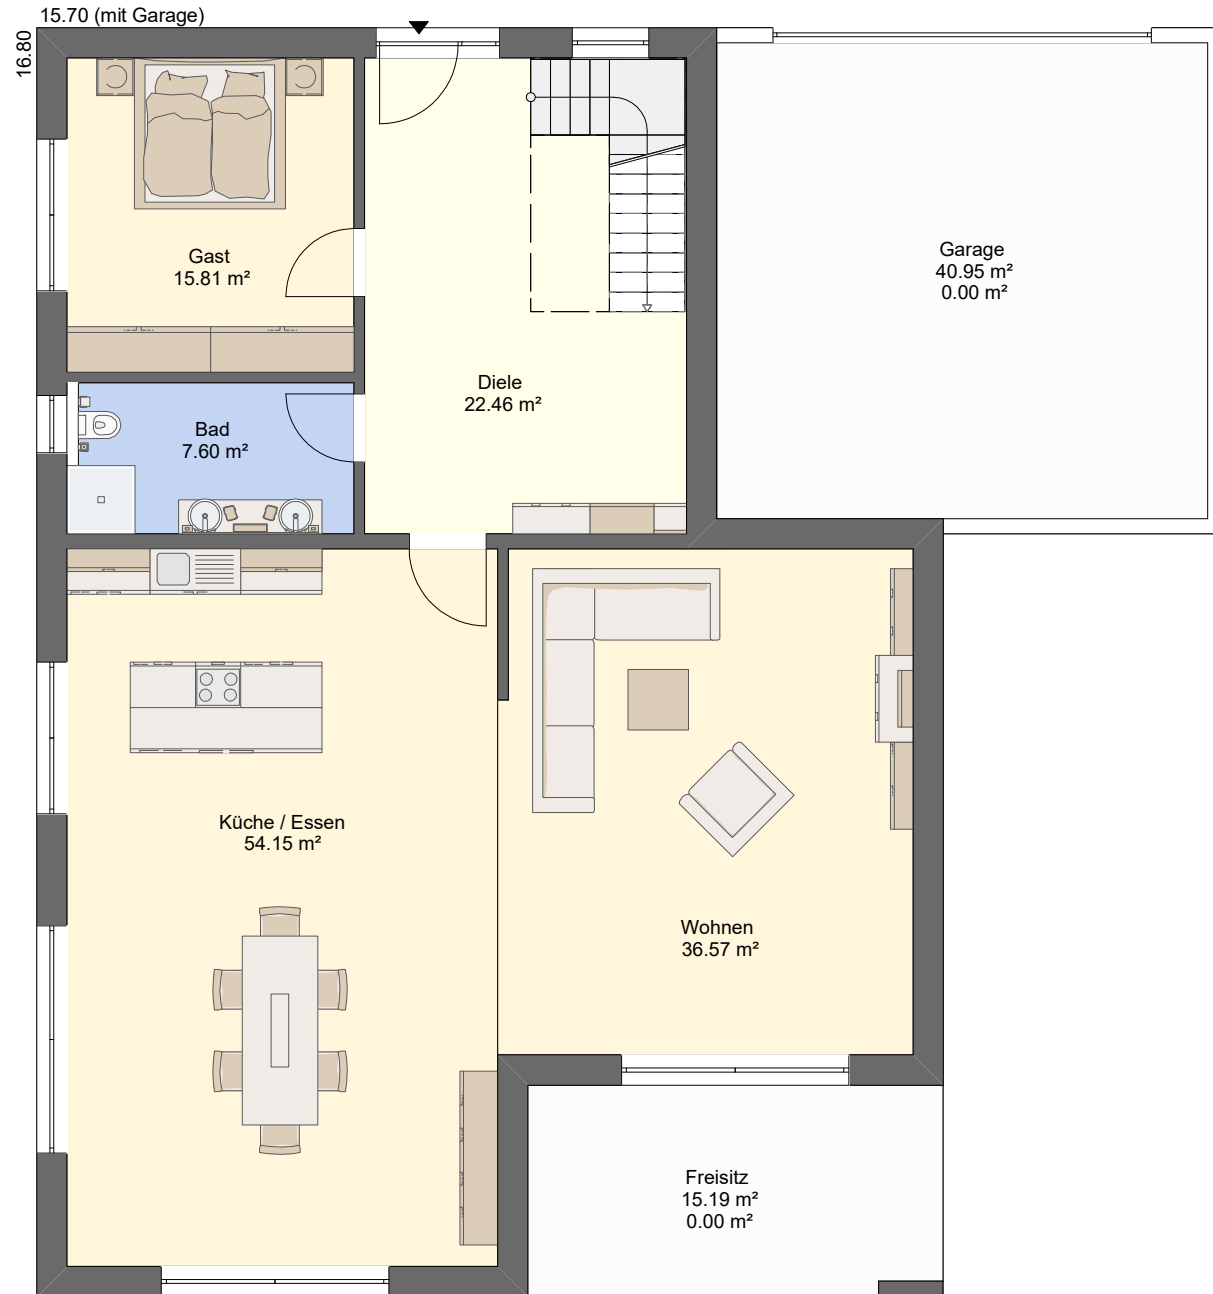 15.70 (mit Garage)
16.80
Gast
15.81 m²
Garage
40.95 m²
0.00 m²
Diele
22.46 m²
Bad
7.60 m²
Küche / Essen
54.15 m²
Wohnen
36.57 m²
Freisitz
15.19 m²
0.00 m²